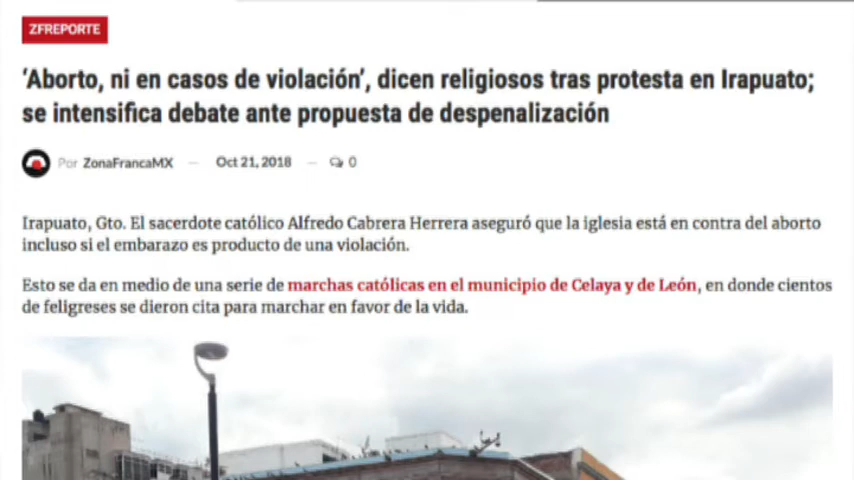 ZFREPORTE
‘Aborto, ni en casos de violación’, dicen religiosos tras protesta en Irapuato;
se intensifica debate ante propuesta de despenalización
Por ZonaFrancaMX — Oct 21, 2018 — 0
Irapuato, Gto. El sacerdote católico Alfredo Cabrera Herrera aseguró que la iglesia está en contra del aborto
incluso si el embarazo es producto de una violación.
Esto se da en medio de una serie de marchas católicas en el municipio de Celaya y de León, en donde cientos
de feligreses se dieron cita para marchar en favor de la vida.